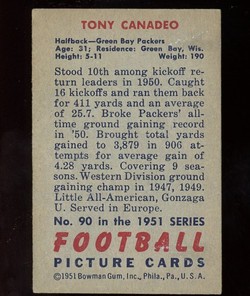 TONY CANADEO
Halfback—Green Bay Packers
Age: 31; Residence: Green Bay, Wis.
Height: 5-11 Weight: 190
Stood 10th among kickoff re-
turn leaders in 1950. Caught
16 kickoffs and ran them back
for 411 yards and an average
of 25.7. Broke Packers' all-
time ground gaining record
in '50. Brought total yards
gained to 3,879 in 906 at-
tempts for average gain of
4.28 yards. Covering 9 sea-
sons. Western Division ground
gaining champ in 1947, 1949.
Little All-American, Gonzaga
U. Served in Europe.
No. 90 in the 1951 SERIES
FOOTBALL
PICTURE CARDS
©1951 Bowman Gum, Inc., Phila., Pa., U. S. A.